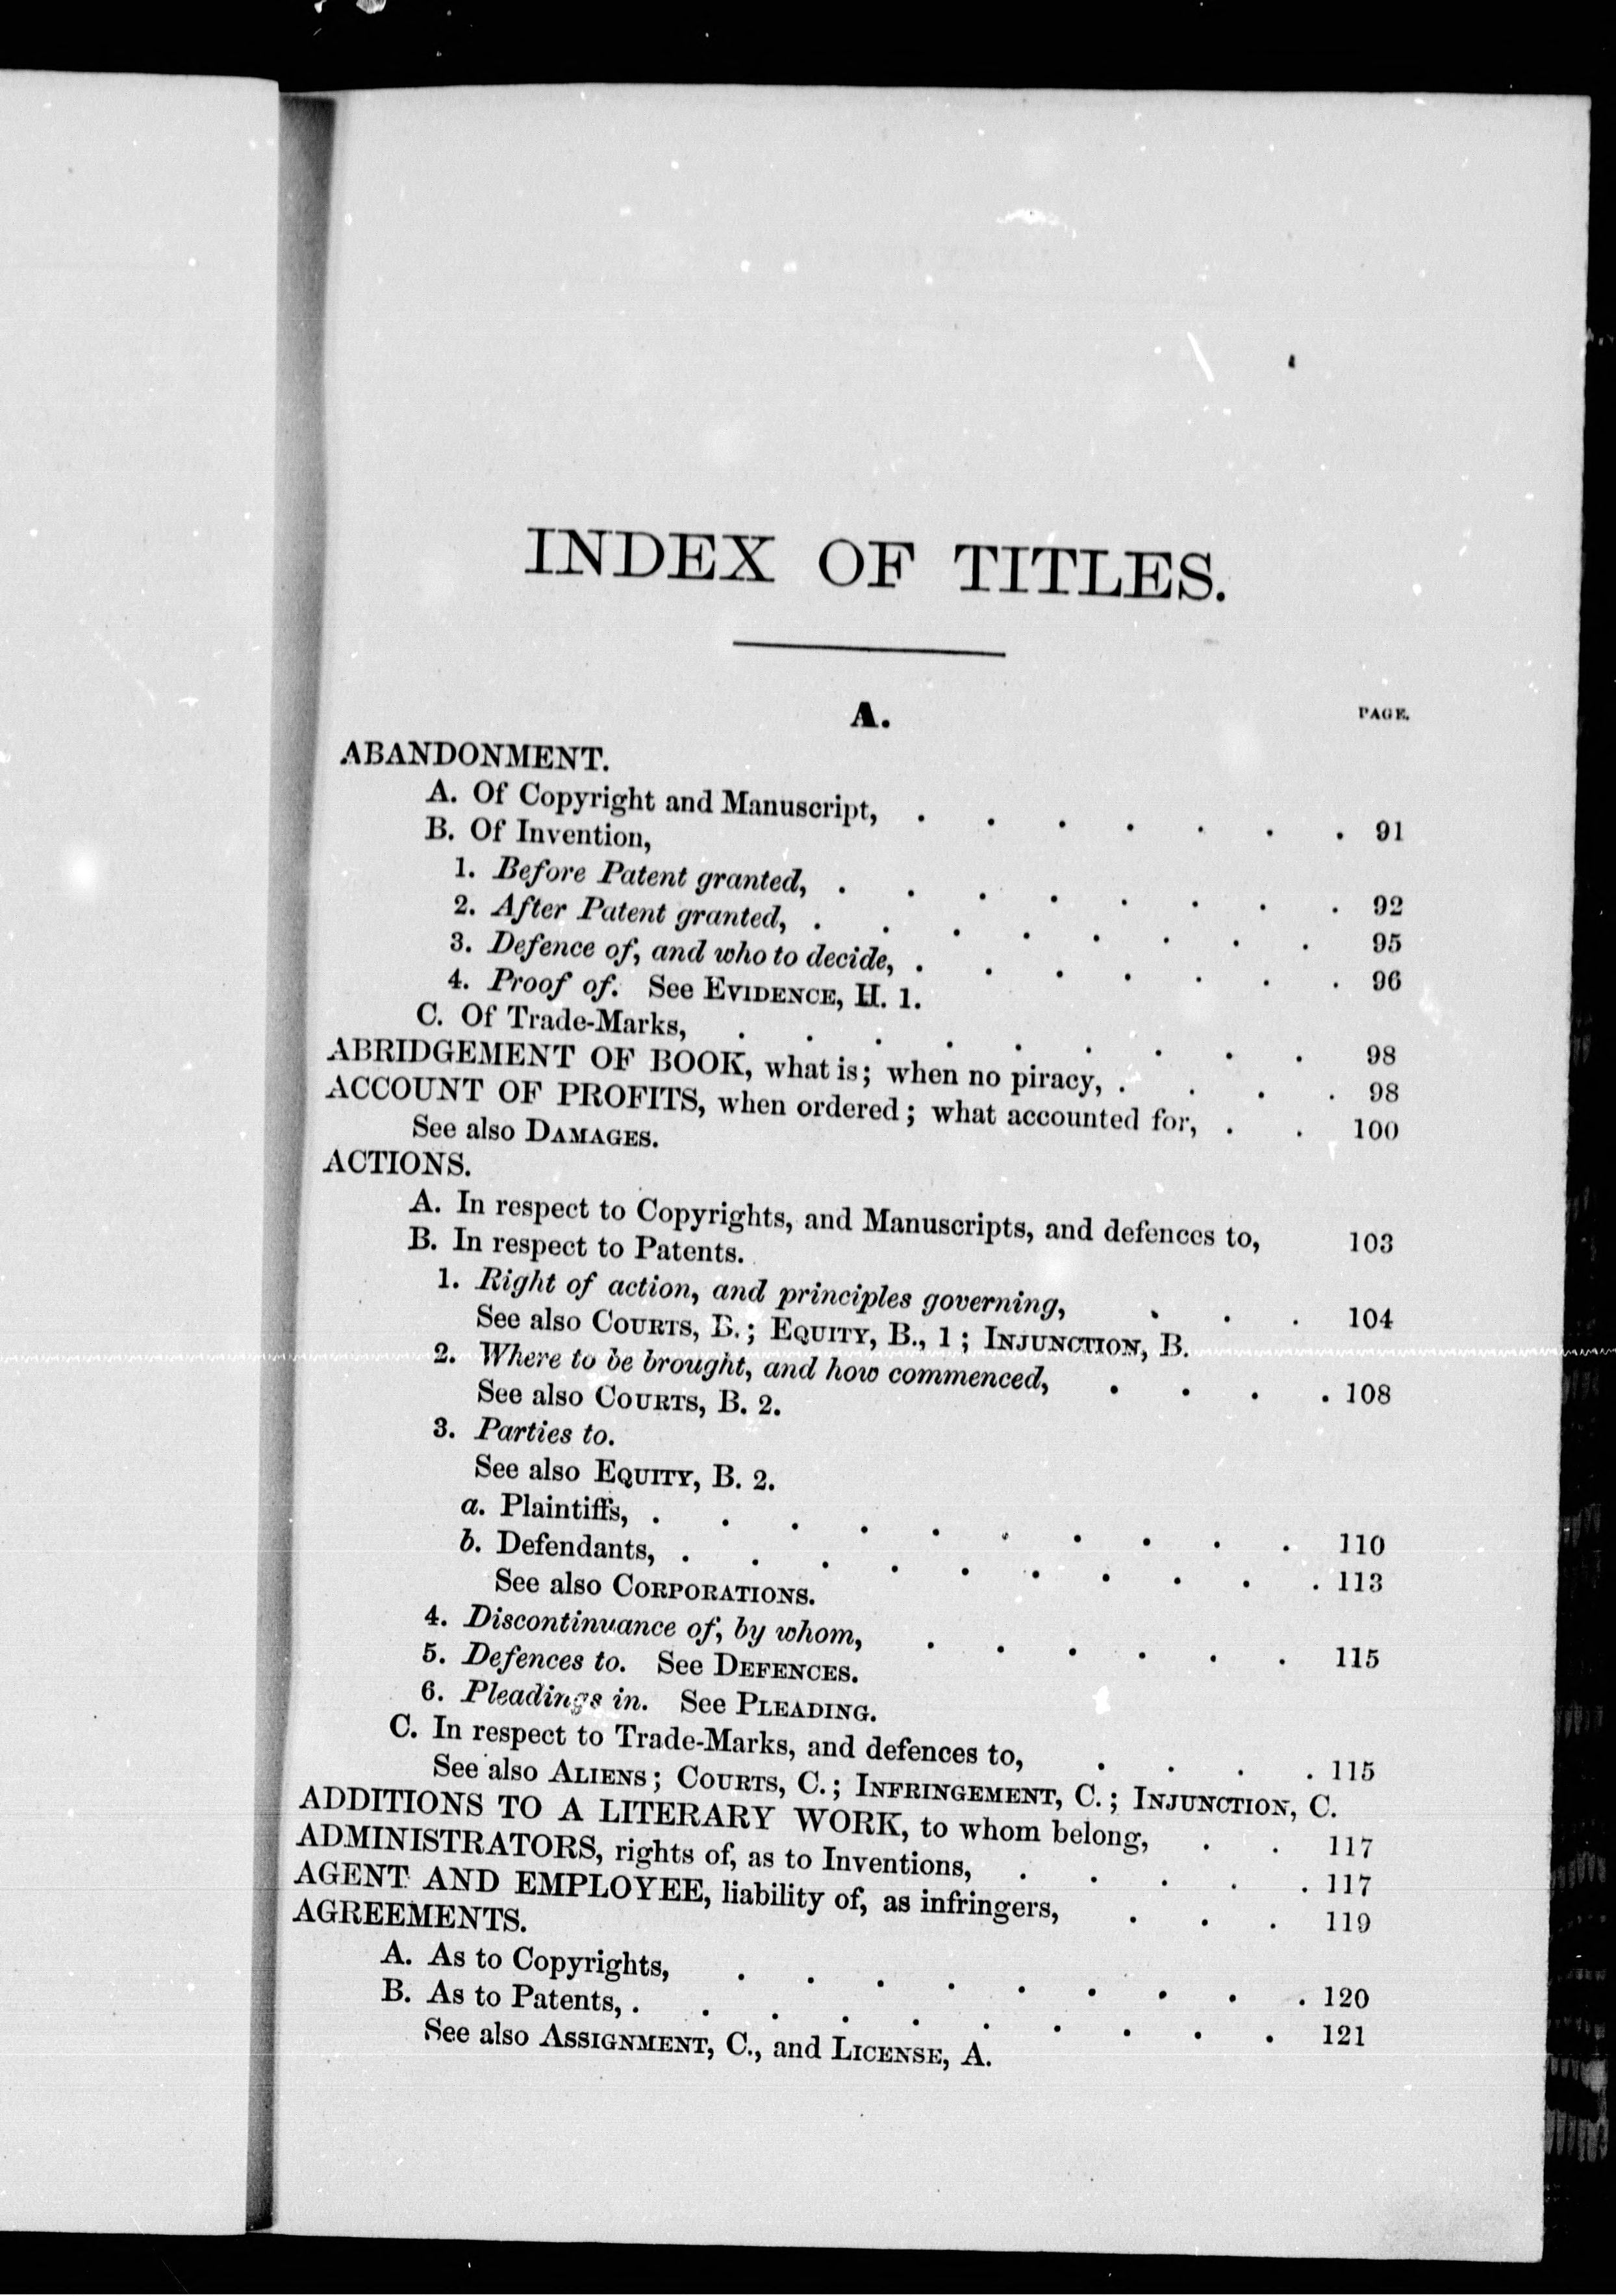 INDEX OF TITLES.
A.
PAGE.
ABANDONMENT.
A. Of Copyright and Manuscript, . . . . . . . 91
B. Of Invention,
1. Before Patent granted, . . . . . . . . 92
2. After Patent granted, . . . . . . . . 95
3. Defence of, and who to decide, . . . . . . . 96
4. Proof of. See EVIDENCE, H. 1.
C. Of Trade-Marks, . . . . . . . . . 98
ABRIDGEMENT OF BOOK, what is; when no piracy, . . . . 98
ACCOUNT OF PROFITS, when ordered; what accounted for, . . 100
See also DAMAGES.
ACTIONS.
A. In respect to Copyrights, and Manuscripts, and defences to, 103
B. In respect to Patents.
1. Right of action, and principles governing, . . . 104
See also COURTS, B.; EQUITY, B., 1; INJUNCTION, B.
2. Where to be brought, and how commenced, . . . . 108
See also COURTS, B. 2.
3. Parties to.
See also EQUITY, B. 2.
a. Plaintiffs, . . . . . . . . . . 110
b. Defendants, . . . . . . . . . . 113
See also CORPORATIONS.
4. Discontinuance of, by whom, . . . . . . 115
5. Defences to. See DEFENCES.
6. Pleadings in. See PLEADING.
C. In respect to Trade-Marks, and defences to, . . . . 115
See also ALIENS; COURTS, C.; INFRINGEMENT, C.; INJUNCTION, C.
ADDITIONS TO A LITERARY WORK, to whom belong, . . 117
ADMINISTRATORS, rights of, as to Inventions, . . . . . 117
AGENT AND EMPLOYEE, liability of, as infringers, . . . 119
AGREEMENTS.
A. As to Copyrights, . . . . . . . . . 120
B. As to Patents, . . . . . . . . . . 121
See also ASSIGNMENT, C., and LICENSE, A.